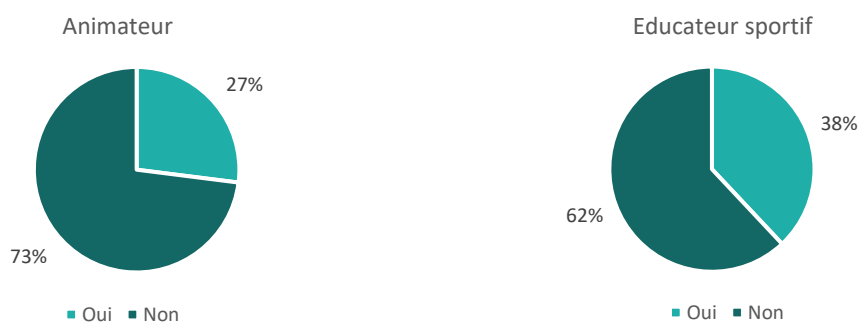 Animateur
27%
73%
Oui Non
Educateur sportif
38%
62%
Oui Non